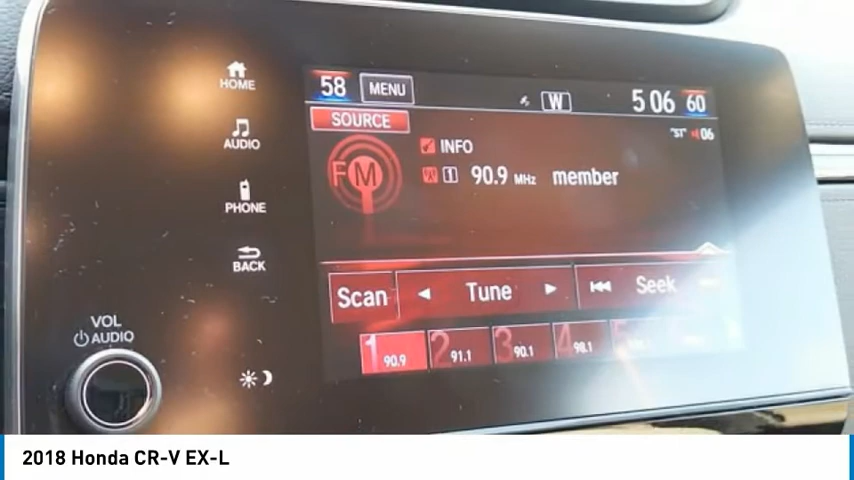 HOME
AUDIO
PHONE
BACK
VOL
AUDIO
58 MENU W 5 06 60
SOURCE
"ST" 06
INFO
FM
1 90.9 MHz member
Scan Tune Seek
1 90.9 2 91.1 3 90.1 4 98.1
2018 Honda CR-V EX-L